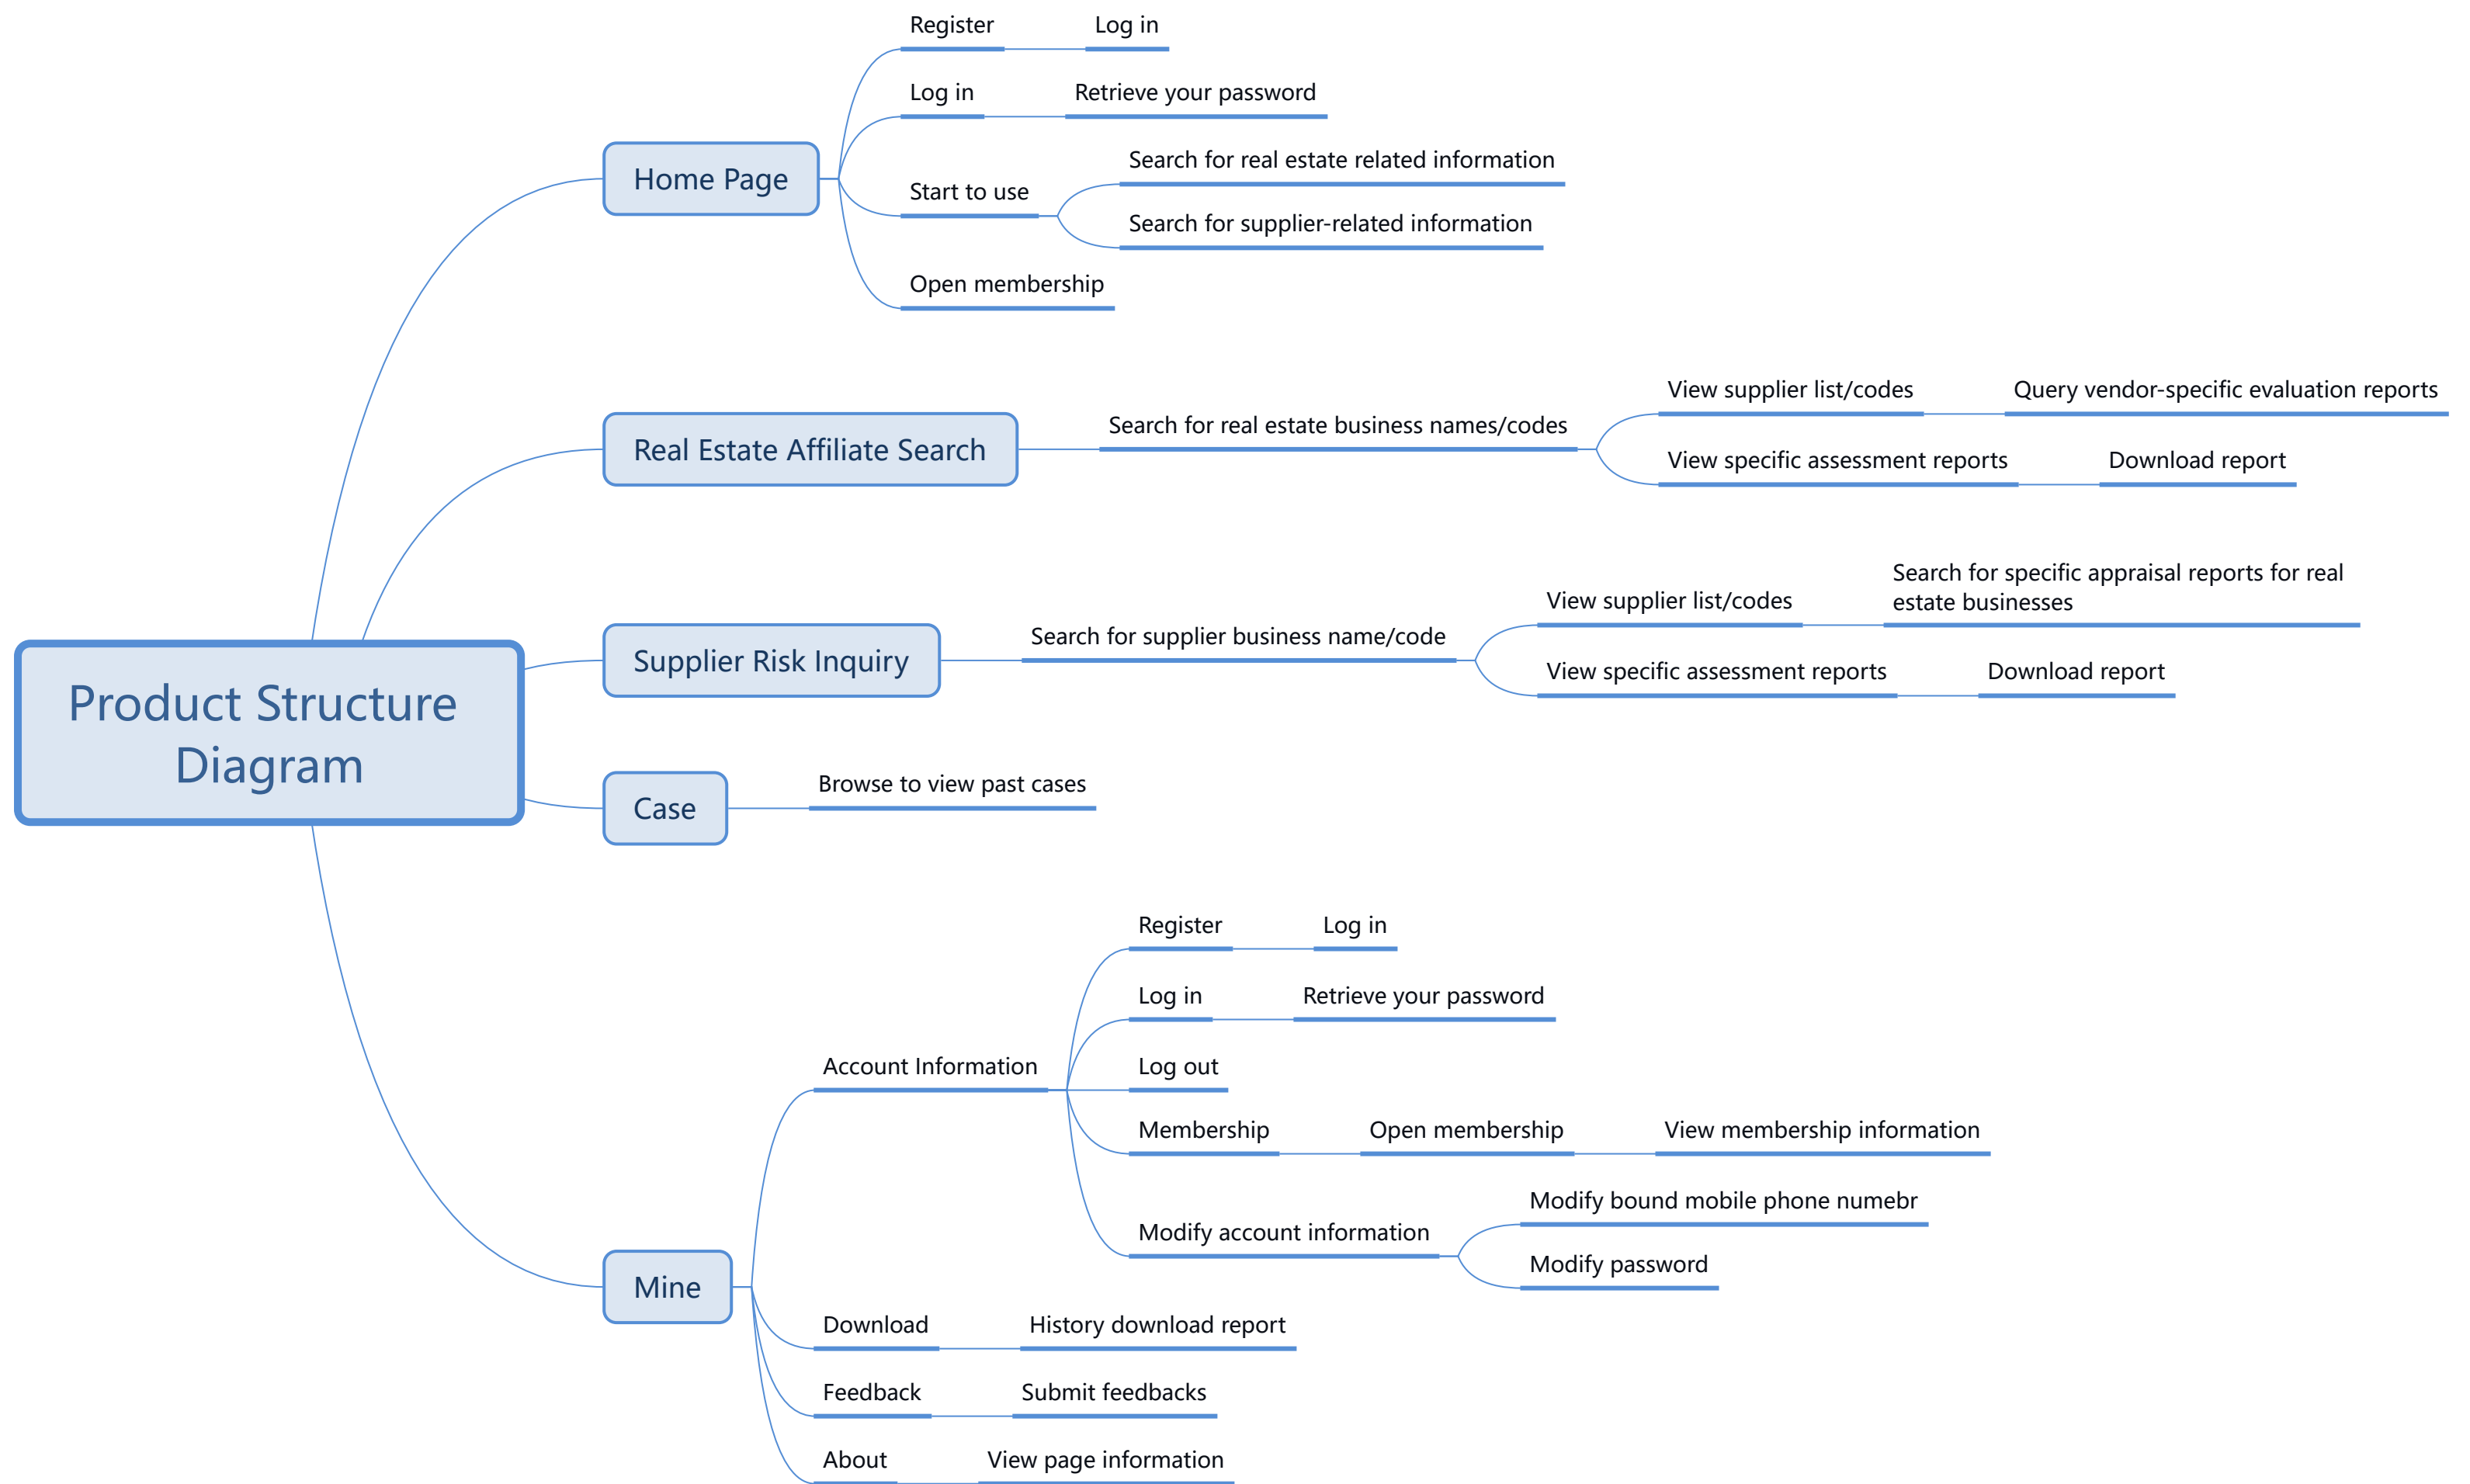 Product Structure
Diagram
Home Page
Register
Log in
Log in
Retrieve your password
Start to use
Search for real estate related information
Search for supplier-related information
Open membership
Real Estate Affiliate Search
Search for real estate business names/codes
View supplier list/codes
Query vendor-specific evaluation reports
View specific assessment reports
Download report
Supplier Risk Inquiry
Search for supplier business name/code
View supplier list/codes
Search for specific appraisal reports for real
estate businesses
View specific assessment reports
Download report
Case
Browse to view past cases
Mine
Account Information
Register
Log in
Log in
Retrieve your password
Log out
Membership
Open membership
View membership information
Modify account information
Modify bound mobile phone numebr
Modify password
Download
History download report
Feedback
Submit feedbacks
About
View page information